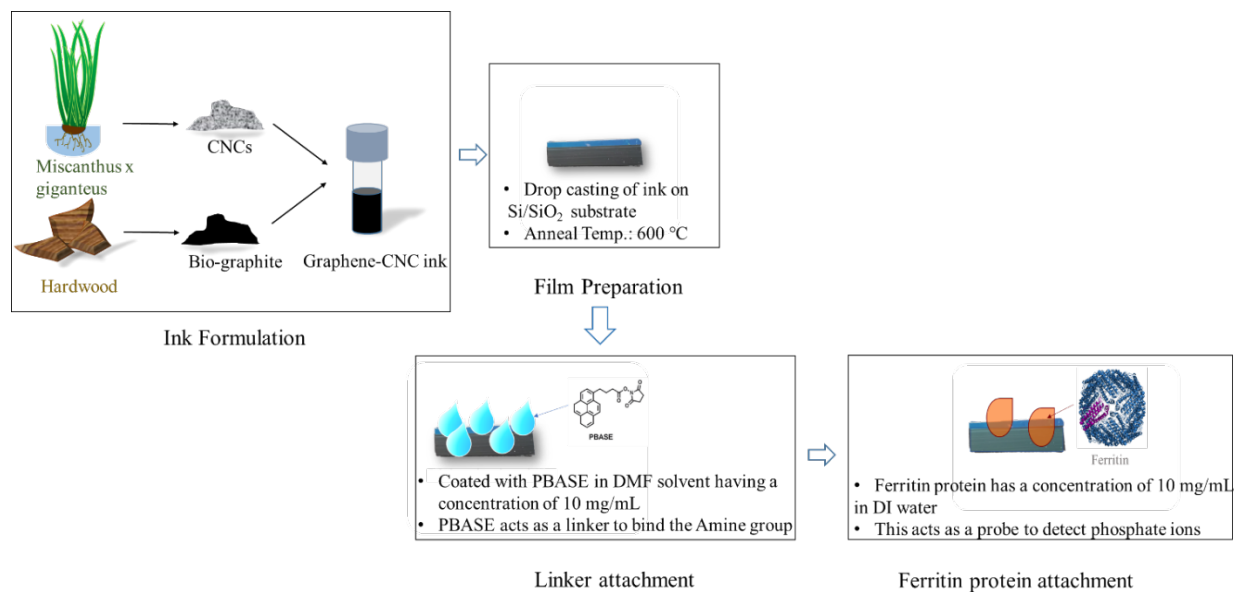 Miscanthus x
giganteus
CNCs
Hardwood
Bio-graphite
Graphene-CNC ink
Ink Formulation
• Drop casting of ink on
Si/SiO₂ substrate
• Anneal Temp.: 600 ℃
Film Preparation
PBASE
• Coated with PBASE in DMF solvent having a
concentration of 10 mg/mL
• PBASE acts as a linker to bind the Amine group
Linker attachment
Ferritin
• Ferritin protein has a concentration of 10 mg/mL
in DI water
• This acts as a probe to detect phosphate ions
Ferritin protein attachment